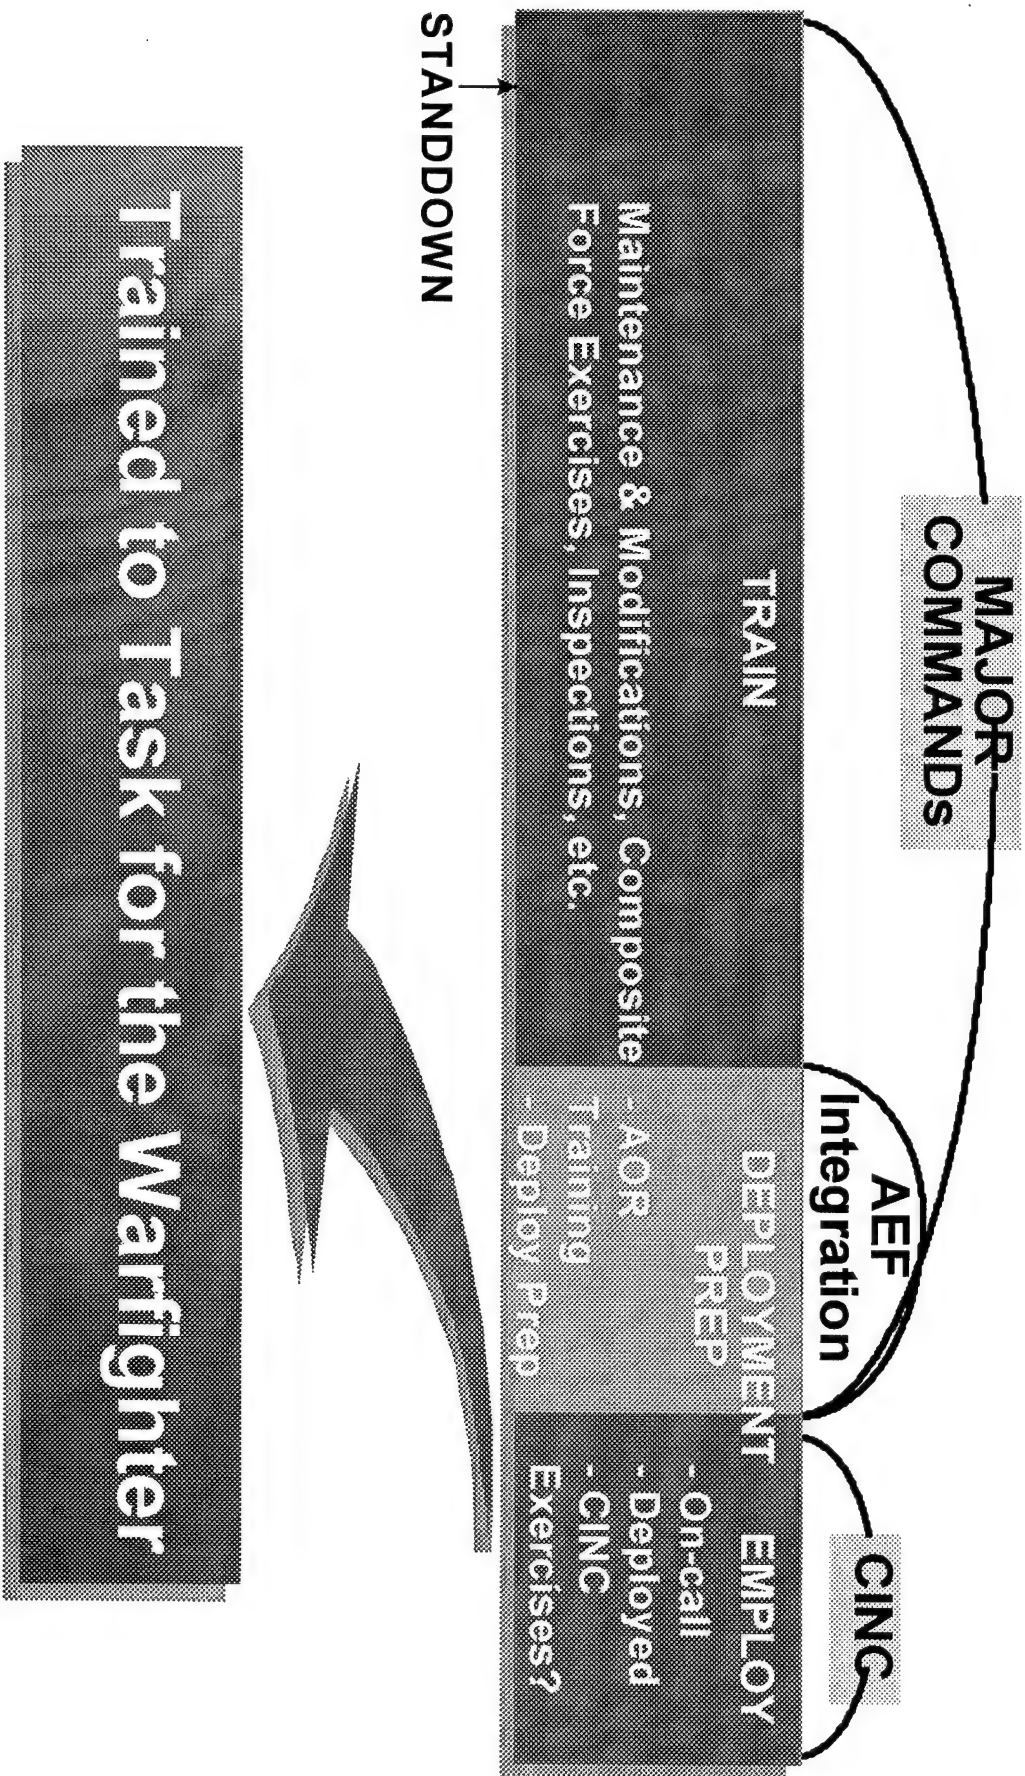 MAJOR
COMMANDs
AEF
Integration
CINC
TRAIN
Maintenance & Modifications, Composite
Force Exercises, Inspections, etc.
DEPLOYMENT
PREP
- AOR
Training
- Deploy Prep
EMPLOY
- On-call
- Deployed
- CINC
Exercises?
STANDDOWN
Trained to Task for the Warfighter